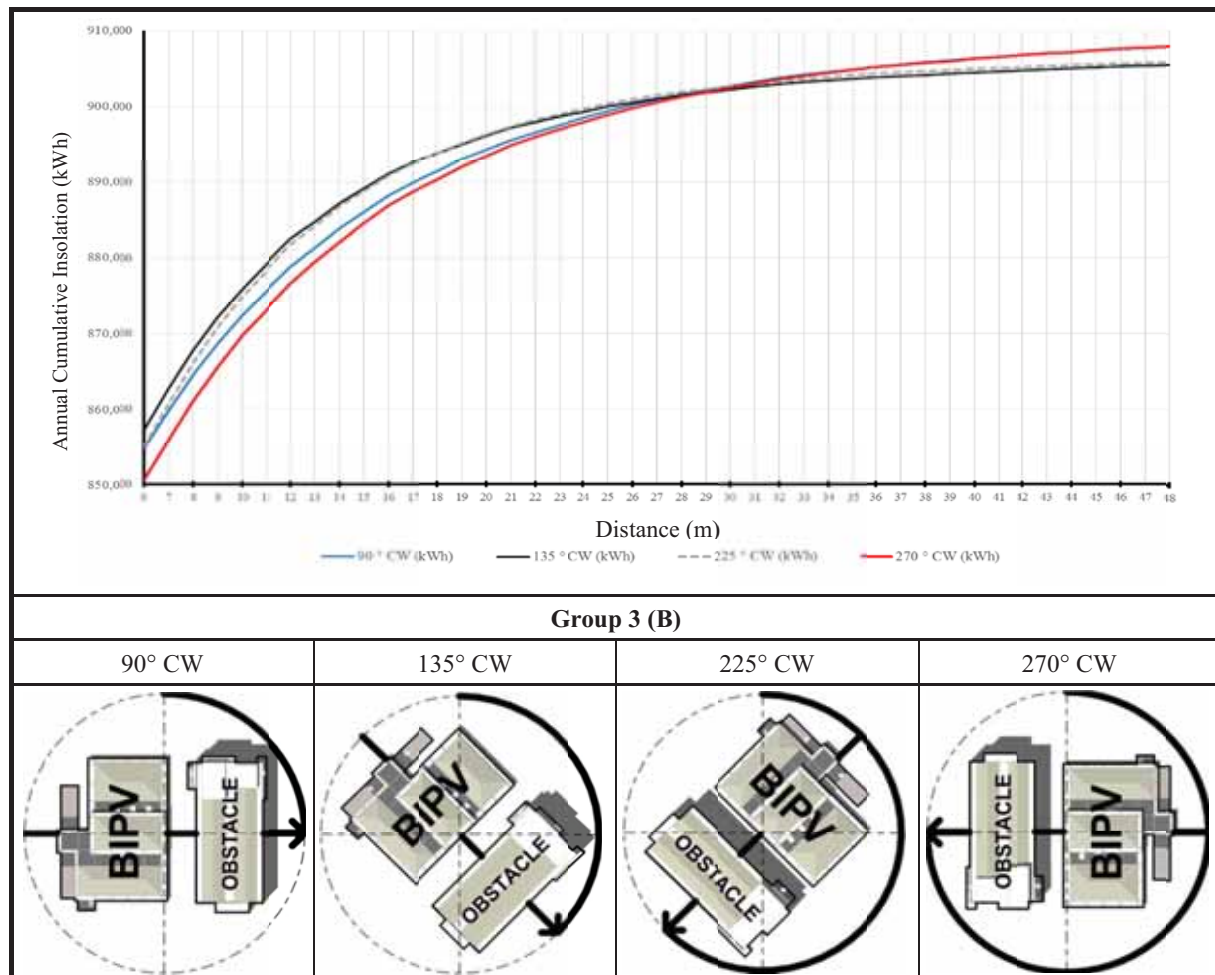 910,000
900,000
890,000
880,000
870,000
860,000
850,000
Annual Cumulative Insolation (kWh)
6 7 8 9 10 11 12 13 14 15 16 17 18 19 20 21 22 23 24 25 26 27 28 29 30 31 32 33 34 35 36 37 38 39 40 41 42 43 44 45 46 47 48
Distance (m)
90 ° CW (kWh) 135 ° CW (kWh) 225 ° CW (kWh) 270 ° CW (kWh)
Group 3 (B)
90° CW 135° CW 225° CW 270° CW
BIPV OBSTACLE
BIPV OBSTACLE
BIPV OBSTACLE
OBSTACLE BIPV